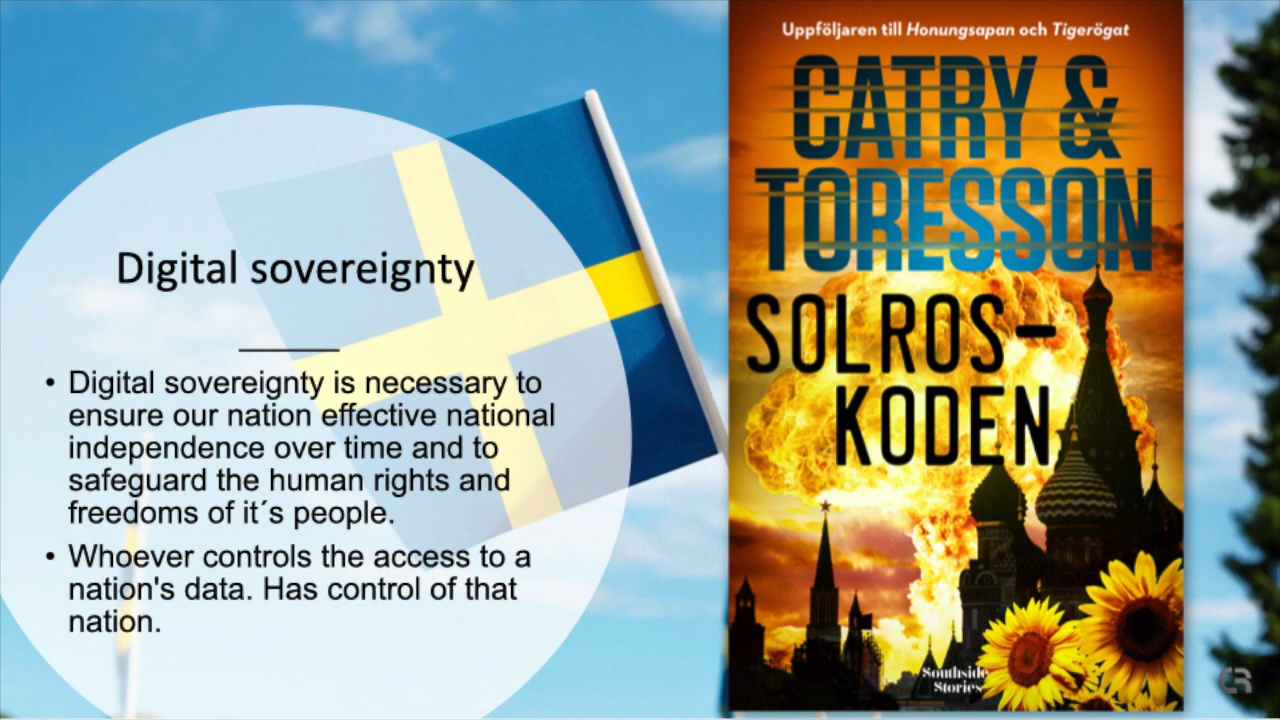 Digital sovereignty
• Digital sovereignty is necessary to
ensure our nation effective national
independence over time and to
safeguard the human rights and
freedoms of it´s people.
• Whoever controls the access to a
nation's data. Has control of that
nation.
Uppföljaren till Honungsapan och Tigerögat
CATRY &
TORESSON
SOLROS-
KODEN
Southside
Stories
CR